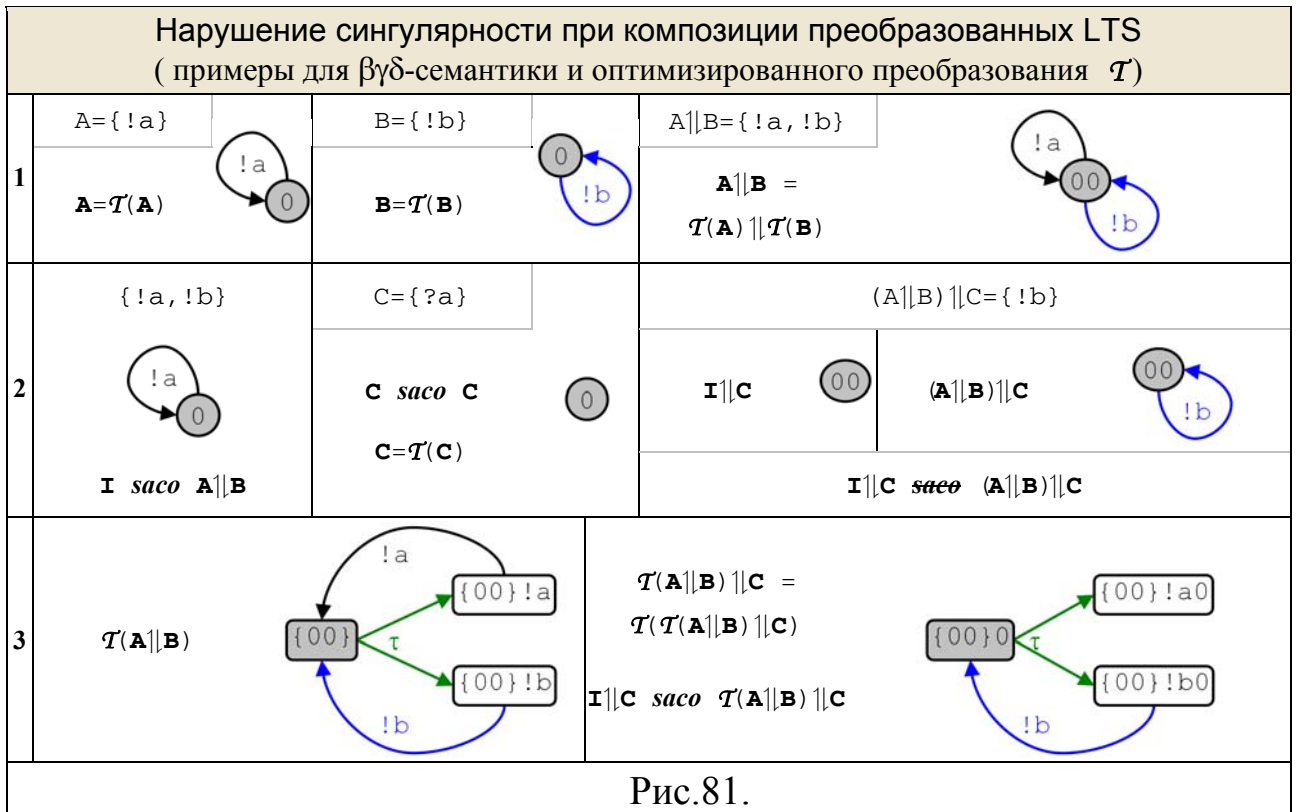 Нарушение сингулярности при композиции преобразованных LTS
( примеры для βγδ-семантики и оптимизированного преобразования 𝒯)
1
A={!a}
A=𝒯(A)
!a
0
B={!b}
B=𝒯(B)
0
!b
A⇅B={!a,!b}
A⇅B =
𝒯(A)⇅𝒯(B)
!a
00
!b
2
{!a,!b}
!a
0
I saco A⇅B
C={?a}
C saco C
C=𝒯(C)
0
(A⇅B)⇅C={!b}
I⇅C
00
(A⇅B)⇅C
00
!b
I⇅C s̶a̶c̶o̶ (A⇅B)⇅C
3
𝒯(A⇅B)
!a
{00}!a
{00}
τ
{00}!b
!b
𝒯(A⇅B)⇅C =
𝒯(𝒯(A⇅B)⇅C)
I⇅C saco 𝒯(A⇅B)⇅C
{00}!a0
{00}0
τ
{00}!b0
!b
Рис.81.